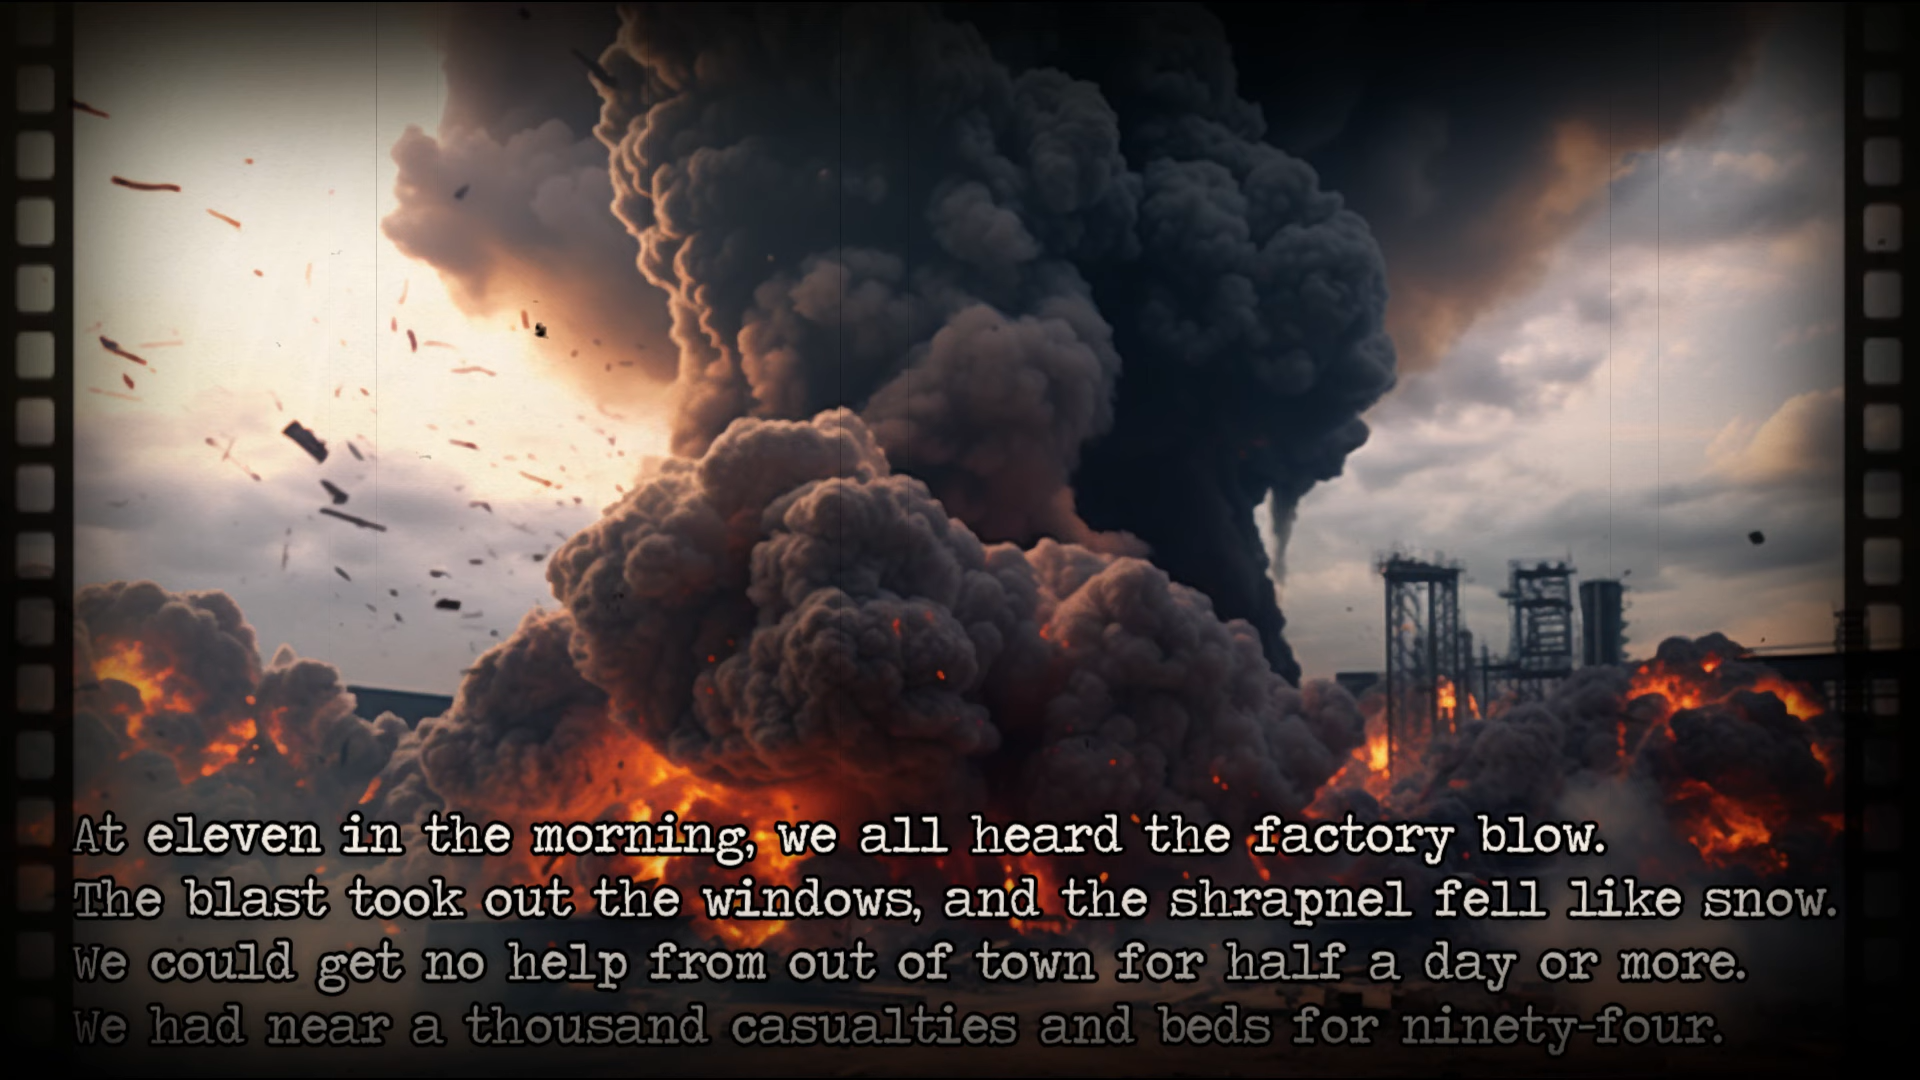 At eleven in the morning, we all heard the factory blow.
The blast took out the windows, and the shrapnel fell like snow.
We could get no help from out of town for half a day or more.
We had near a thousand casualties and beds for ninety-four.